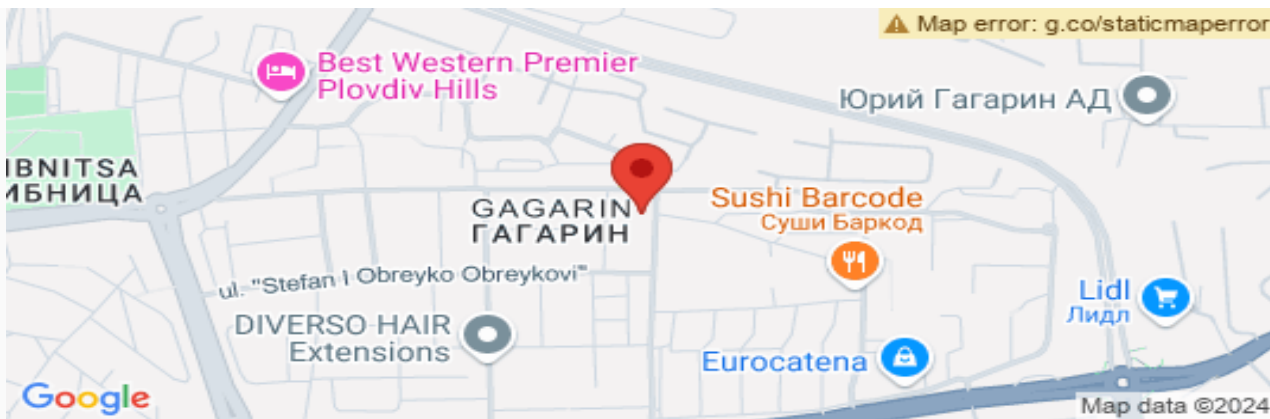 Map error: g.co/staticmaperror
Best Western Premier
Plovdiv Hills
Юрий Гагарин АД
IBNITSA
ИБНИЦА
GAGARIN
ГАГАРИН
Sushi Barcode
Суши Баркод
ul. "Stefan I Obreyko Obreykovi"
Lidl
Лидл
DIVERSO HAIR
Extensions
Eurocatena
Google
Map data ©2024